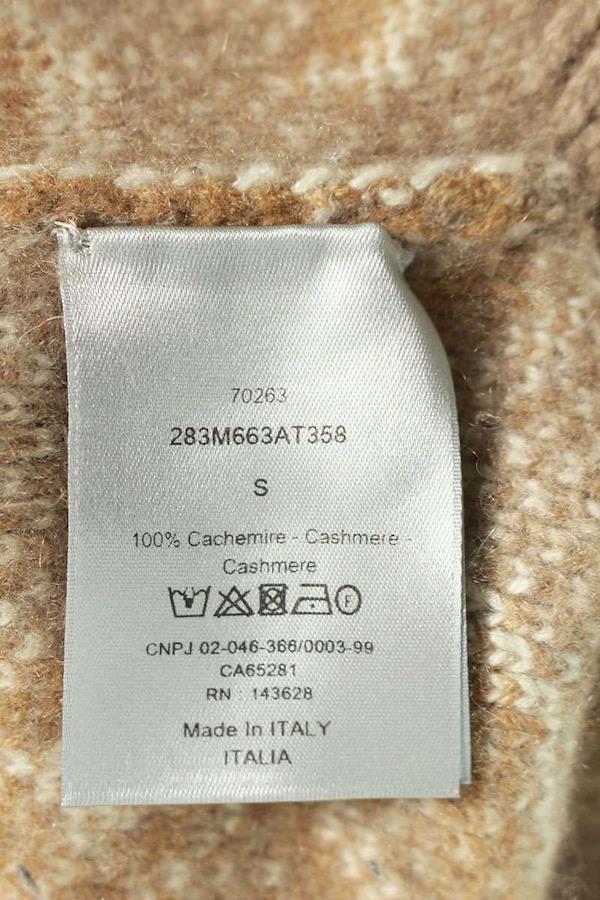 70263
283M663AT358
S
100% Cachemire - Cashmere -
Cashmere
F
CNPJ 02-046-366/0003-99
CA65281
RN : 143628
Made In ITALY
ITALIA